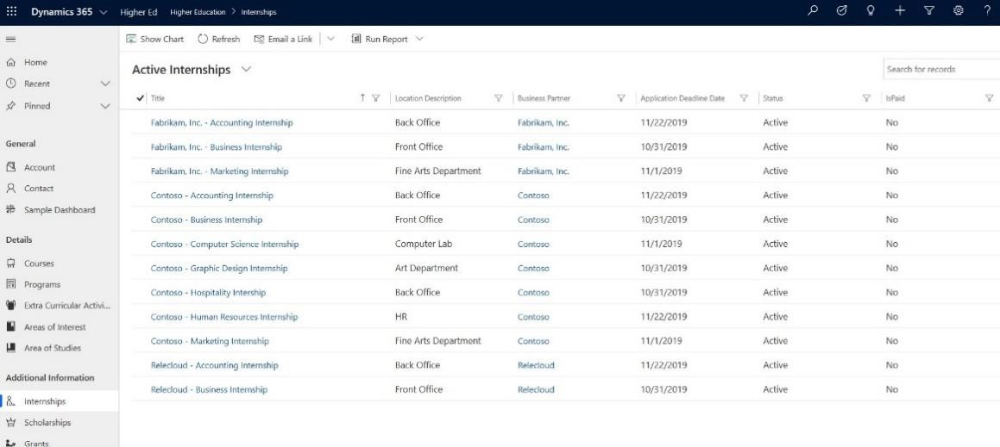 Dynamics 365 Higher Ed Higher Education > Internships
Show Chart Refresh Email a Link Run Report
Home
Recent
Pinned
General
Account
Contact
Sample Dashboard
Details
Courses
Programs
Extra Curricular Activi...
Areas of Interest
Area of Studies
Additional Information
Internships
Scholarships
Grants
Active Internships
Search for records
Title Location Description Business Partner Application Deadline Date Status IsPaid
Fabrikam, Inc. - Accounting Internship Back Office Fabrikam, Inc. 11/22/2019 Active No
Fabrikam, Inc. - Business Internship Front Office Fabrikam, Inc. 10/31/2019 Active No
Fabrikam, Inc. - Marketing Internship Fine Arts Department Fabrikam, Inc. 11/1/2019 Active No
Contoso - Accounting Internship Back Office Contoso 11/22/2019 Active No
Contoso - Business Internship Front Office Contoso 10/31/2019 Active No
Contoso - Computer Science Internship Computer Lab Contoso 11/1/2019 Active No
Contoso - Graphic Design Internship Art Department Contoso 10/31/2019 Active No
Contoso - Hospitality Intership Back Office Contoso 10/31/2019 Active No
Contoso - Human Resources Internship HR Contoso 11/22/2019 Active No
Contoso - Marketing Internship Fine Arts Department Contoso 11/1/2019 Active No
Relecloud - Accounting Internship Back Office Relecloud 11/22/2019 Active No
Relecloud - Business Internship Front Office Relecloud 10/31/2019 Active No